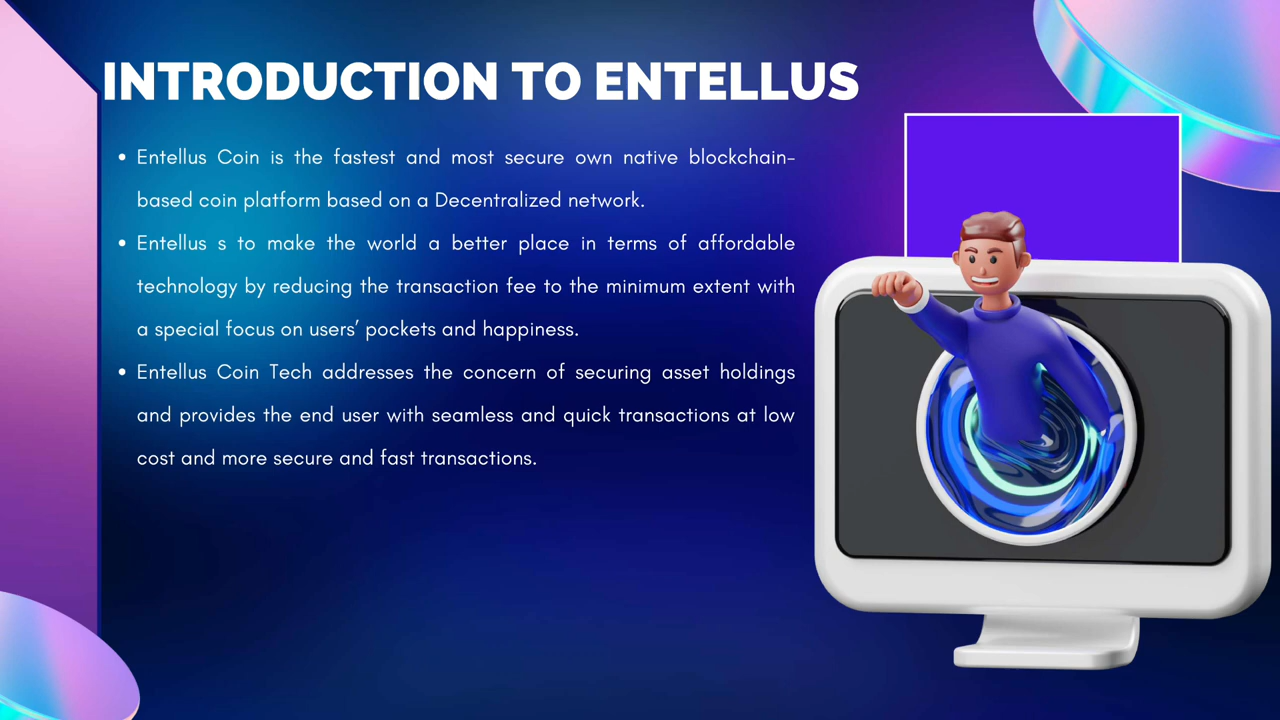 INTRODUCTION TO ENTELLUS
• Entellus Coin is the fastest and most secure own native blockchain-
based coin platform based on a Decentralized network.
• Entellus s to make the world a better place in terms of affordable
technology by reducing the transaction fee to the minimum extent with
a special focus on users’ pockets and happiness.
• Entellus Coin Tech addresses the concern of securing asset holdings
and provides the end user with seamless and quick transactions at low
cost and more secure and fast transactions.